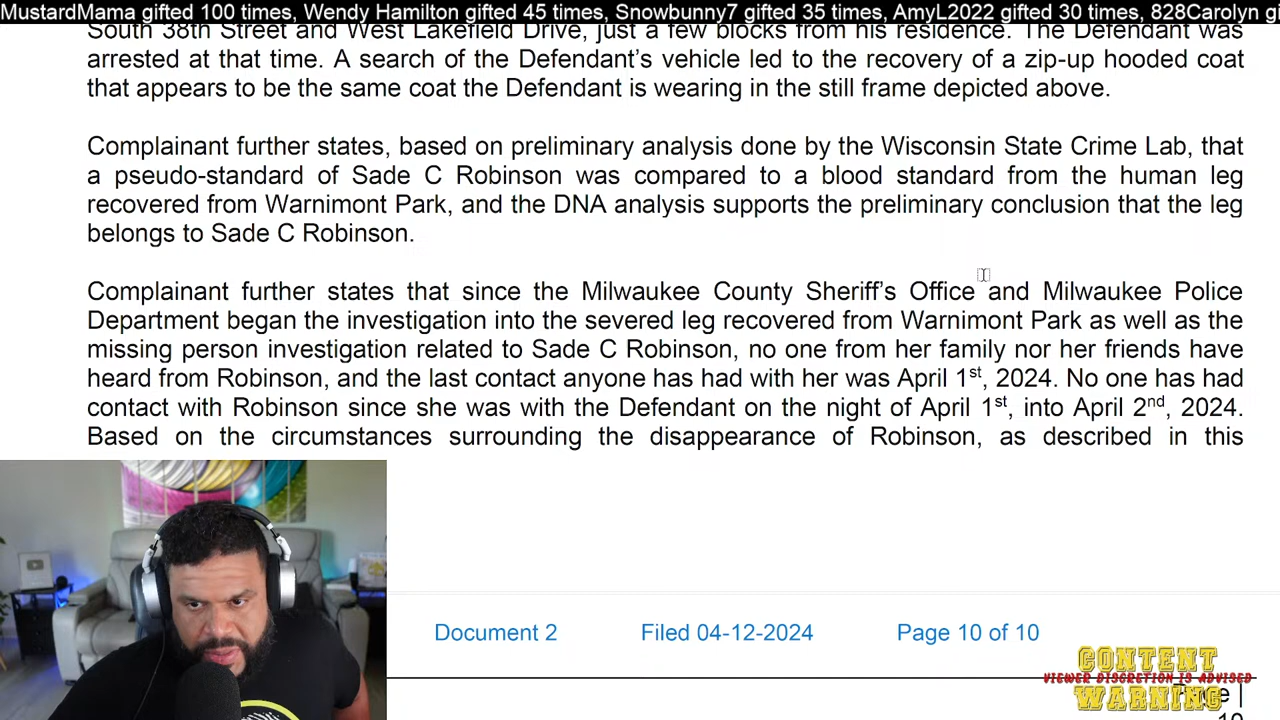 MustardMama gifted 100 times, Wendy Hamilton gifted 45 times, Snowbunny7 gifted 35 times, AmyL2022 gifted 30 times, 828Carolyn gi
South 38th Street and West Lakefield Drive, just a few blocks from his residence. The Defendant was
arrested at that time. A search of the Defendant's vehicle led to the recovery of a zip-up hooded coat
that appears to be the same coat the Defendant is wearing in the still frame depicted above.
Complainant further states, based on preliminary analysis done by the Wisconsin State Crime Lab, that
a pseudo-standard of Sade C Robinson was compared to a blood standard from the human leg
recovered from Warnimont Park, and the DNA analysis supports the preliminary conclusion that the leg
belongs to Sade C Robinson.
Complainant further states that since the Milwaukee County Sheriff's Office and Milwaukee Police
Department began the investigation into the severed leg recovered from Warnimont Park as well as the
missing person investigation related to Sade C Robinson, no one from her family nor her friends have
heard from Robinson, and the last contact anyone has had with her was April 1st, 2024. No one has had
contact with Robinson since she was with the Defendant on the night of April 1st, into April 2nd, 2024.
Based on the circumstances surrounding the disappearance of Robinson, as described in this
Document 2 Filed 04-12-2024 Page 10 of 10
CONTENT
VIEWER DISCRETION IS ADVISED
WARNING